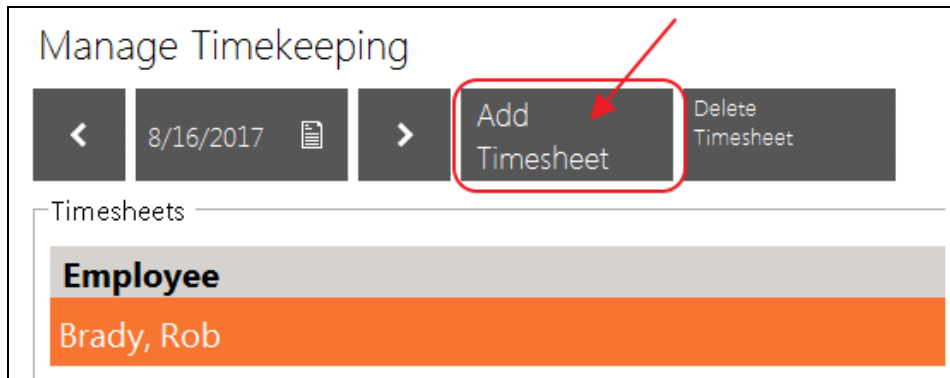 Manage Timekeeping
8/16/2017
Add
Timesheet
Delete
Timesheet
Timesheets
Employee
Brady, Rob